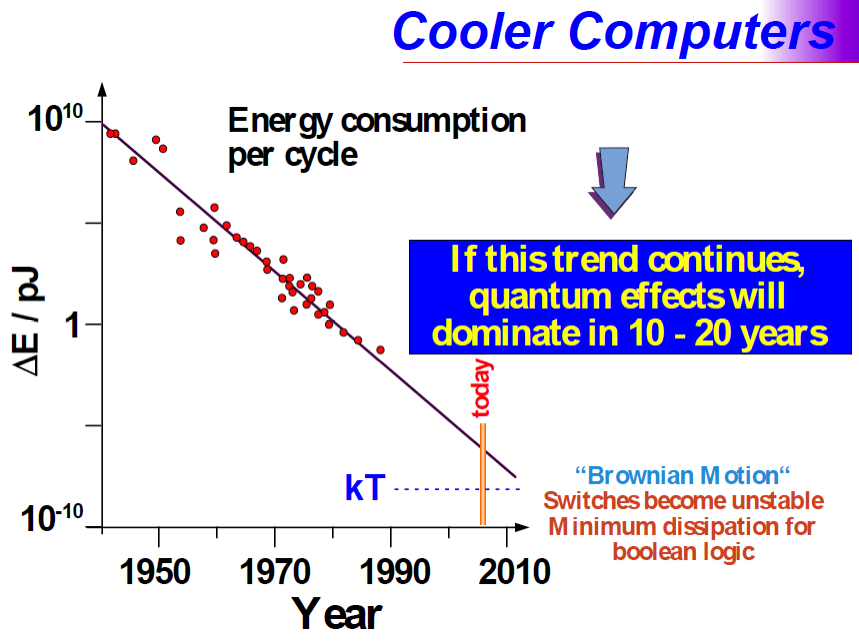 Cooler Computers
Energy consumption
per cycle
10¹⁰
1
10⁻¹⁰
ΔE / pJ
If this trend continues,
quantum effects will
dominate in 10 - 20 years
today
kT
“Brownian Motion“
Switches become unstable
Minimum dissipation for
boolean logic
1950 1970 1990 2010
Year